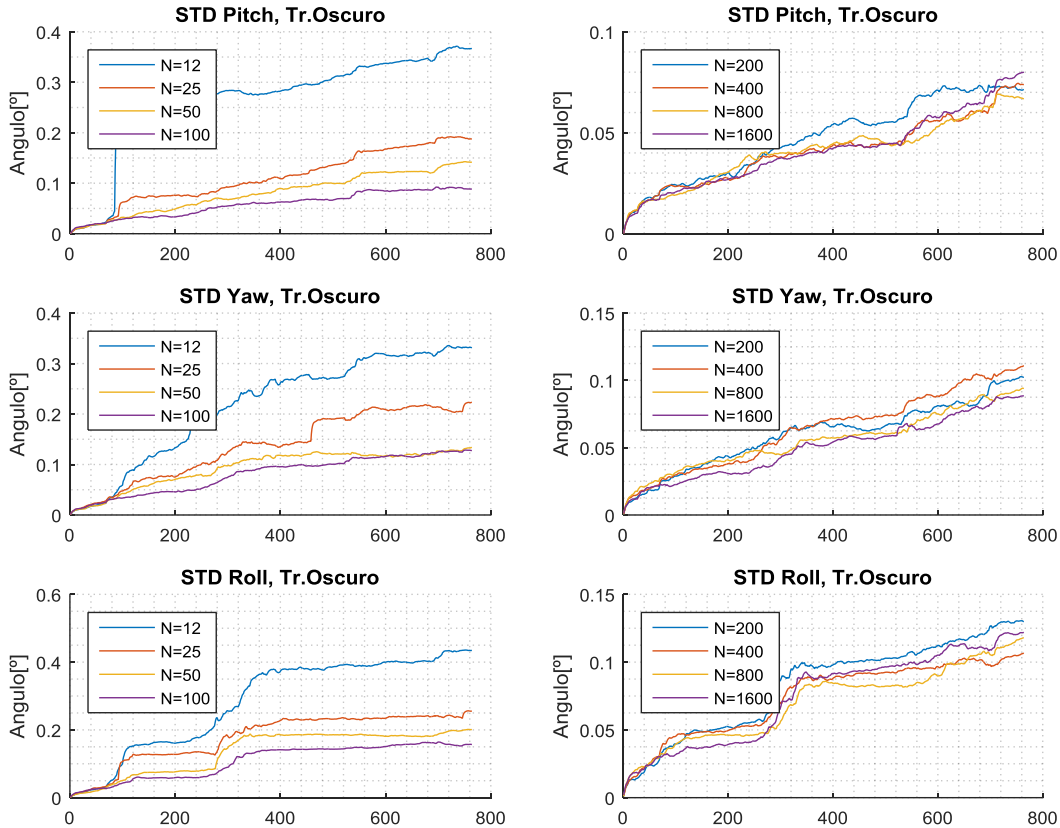 STD Pitch, Tr.Oscuro
Angulo[º]
0.4
0.3
0.2
0.1
0
0 200 400 600 800
N=12
N=25
N=50
N=100
STD Pitch, Tr.Oscuro
Angulo[º]
0.1
0.05
0
0 200 400 600 800
N=200
N=400
N=800
N=1600
STD Yaw, Tr.Oscuro
Angulo[º]
0.4
0.3
0.2
0.1
0
0 200 400 600 800
N=12
N=25
N=50
N=100
STD Yaw, Tr.Oscuro
Angulo[º]
0.15
0.1
0.05
0
0 200 400 600 800
N=200
N=400
N=800
N=1600
STD Roll, Tr.Oscuro
Angulo[º]
0.6
0.4
0.2
0
0 200 400 600 800
N=12
N=25
N=50
N=100
STD Roll, Tr.Oscuro
Angulo[º]
0.15
0.1
0.05
0
0 200 400 600 800
N=200
N=400
N=800
N=1600